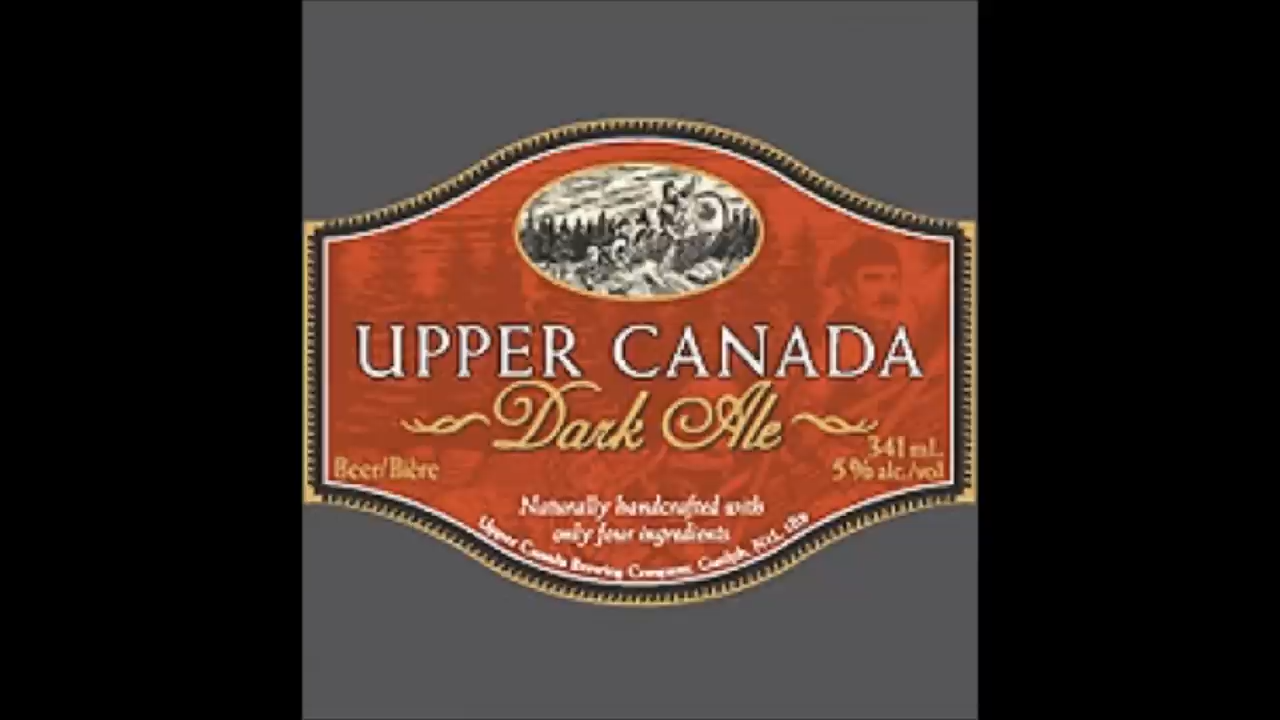 UPPER CANADA
Dark Ale
341 mL
Beer/Bière
5% alc./vol
Naturally handcrafted with
only four ingredients
Upper Canada Brewing Company, Guelph,